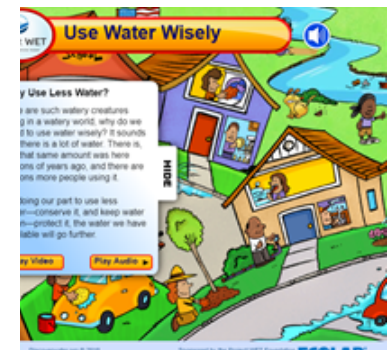 WET
Use Water Wisely
y Use Less Water?
are such watery creatures
g in a watery world, why do we
d to use water wisely? It sounds
there is a lot of water. There is,
that same amount was here
ons of years ago, and there are
ons more people using it.
HIDE
oing our part to use less
er—conserve it, and keep water
n—protect it, the water we have
lable will go further.
ay Video
Play Audio